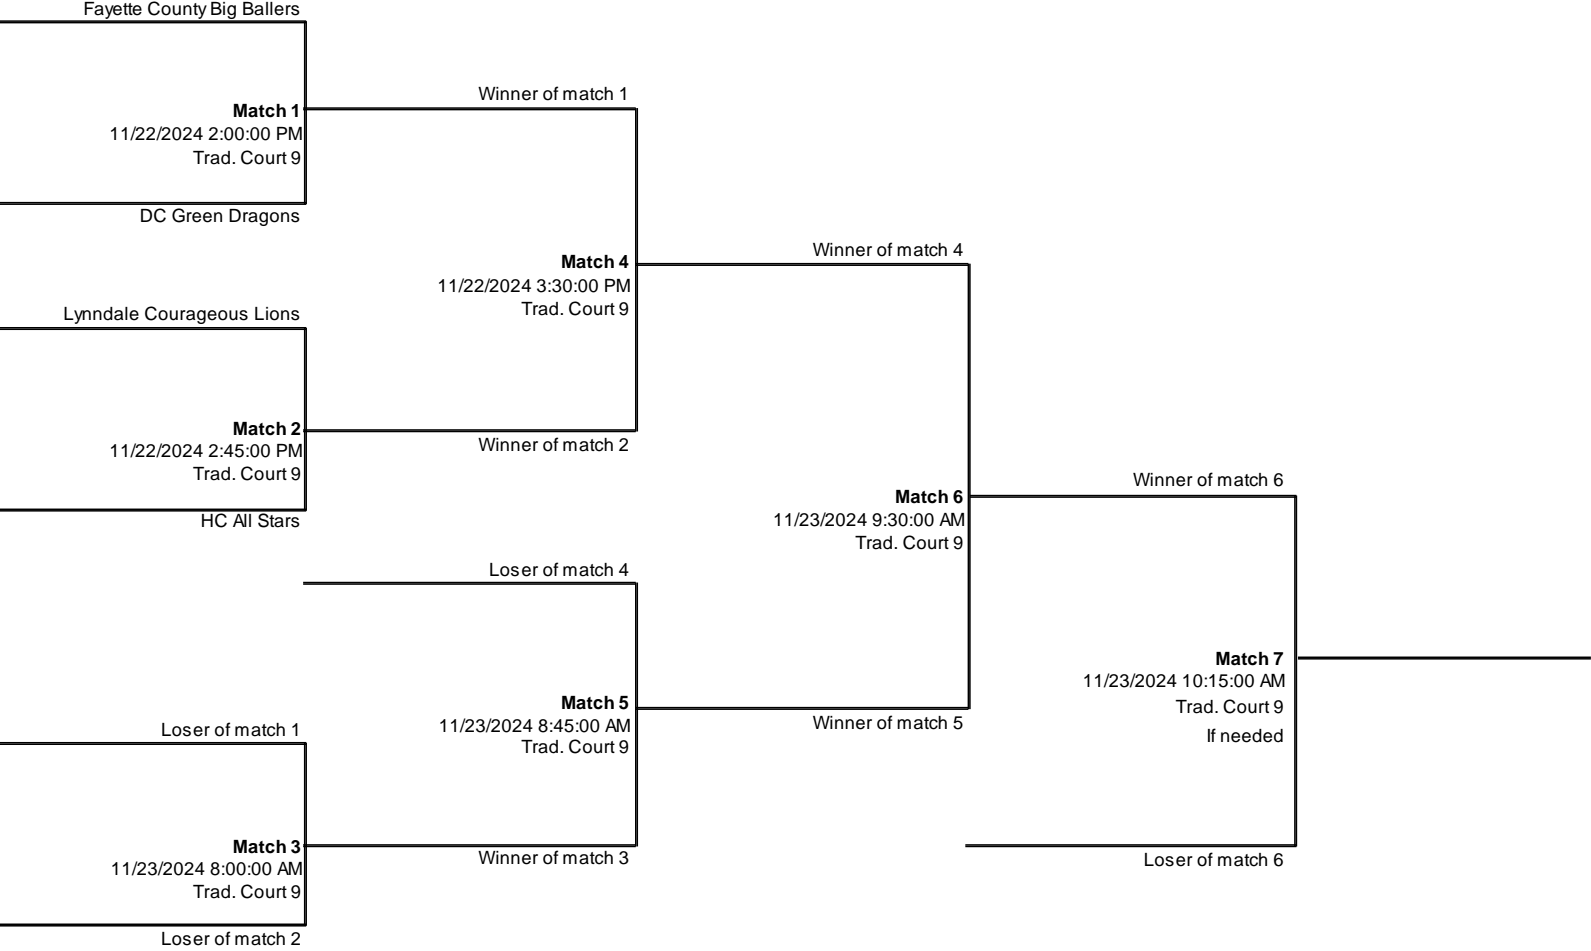 Fayette County Big Ballers
Match 1
11/22/2024 2:00:00 PM
Trad. Court 9
DC Green Dragons
Lynndale Courageous Lions
Match 2
11/22/2024 2:45:00 PM
Trad. Court 9
HC All Stars
Loser of match 1
Match 3
11/23/2024 8:00:00 AM
Trad. Court 9
Loser of match 2
Winner of match 1
Match 4
11/22/2024 3:30:00 PM
Trad. Court 9
Winner of match 2
Loser of match 4
Match 5
11/23/2024 8:45:00 AM
Trad. Court 9
Winner of match 3
Winner of match 4
Match 6
11/23/2024 9:30:00 AM
Trad. Court 9
Winner of match 5
Winner of match 6
Match 7
11/23/2024 10:15:00 AM
Trad. Court 9
If needed
Loser of match 6